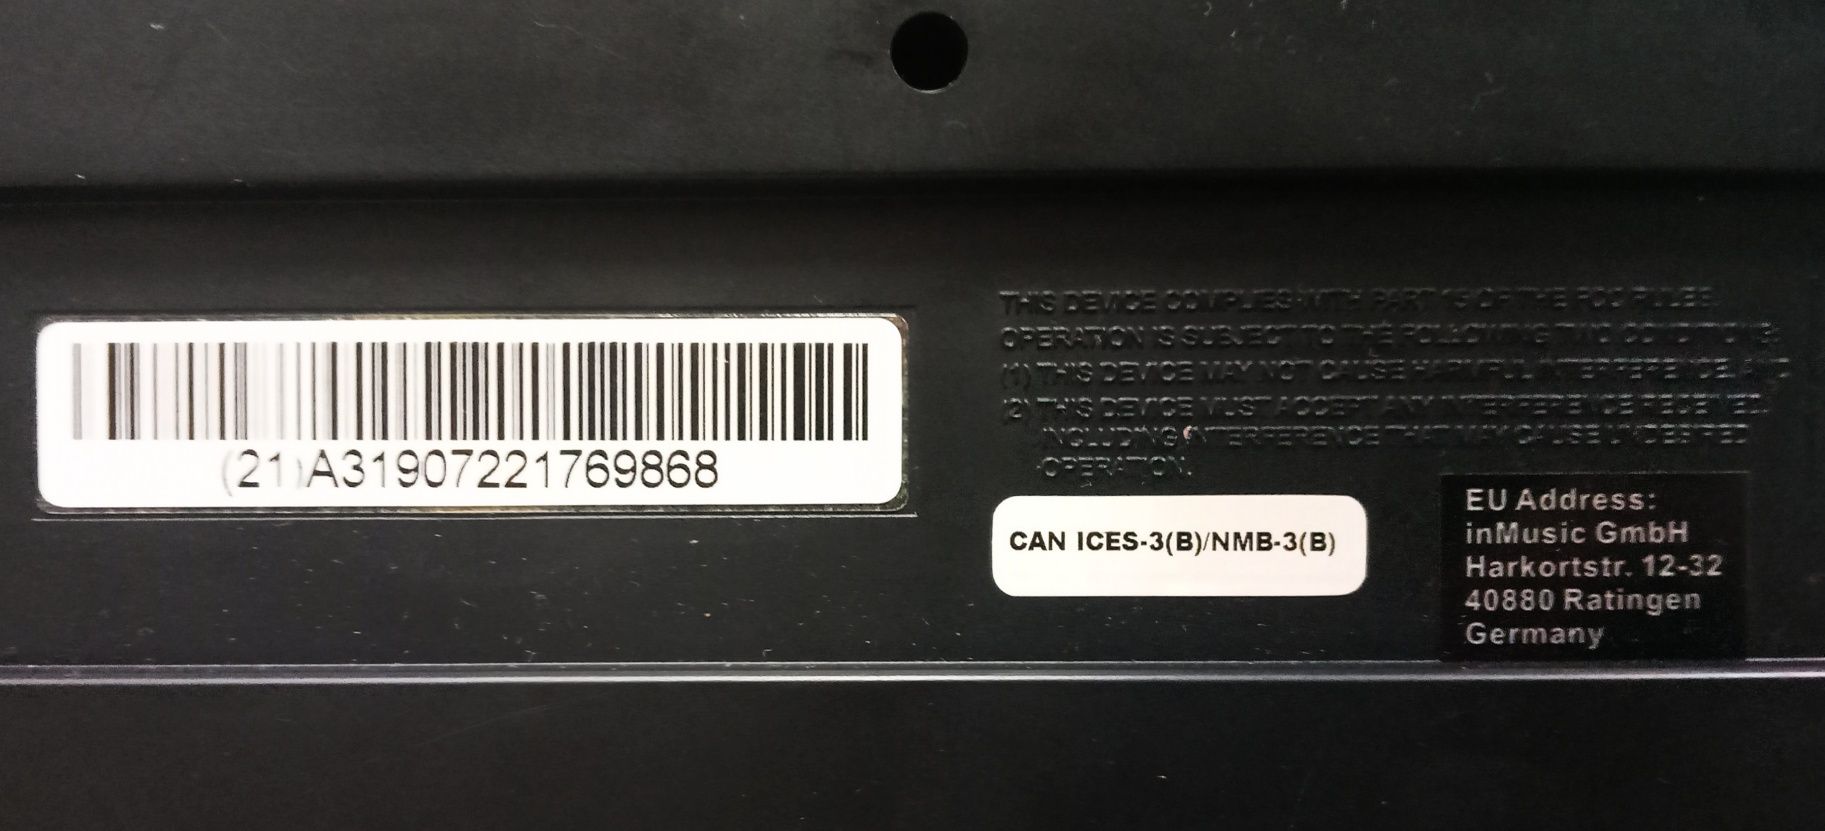 (21)A31907221769868
THIS DEVICE COMPLIES WITH PART 15 OF THE FCC RULES.
OPERATION IS SUBJECT TO THE FOLLOWING TWO CONDITIONS:
(1) THIS DEVICE MAY NOT CAUSE HARMFUL INTERFERENCE, AND
(2) THIS DEVICE MUST ACCEPT ANY INTERFERENCE RECEIVED,
INCLUDING INTERFERENCE THAT MAY CAUSE UNDESIRED
OPERATION.
CAN ICES-3(B)/NMB-3(B)
EU Address:
inMusic GmbH
Harkortstr. 12-32
40880 Ratingen
Germany